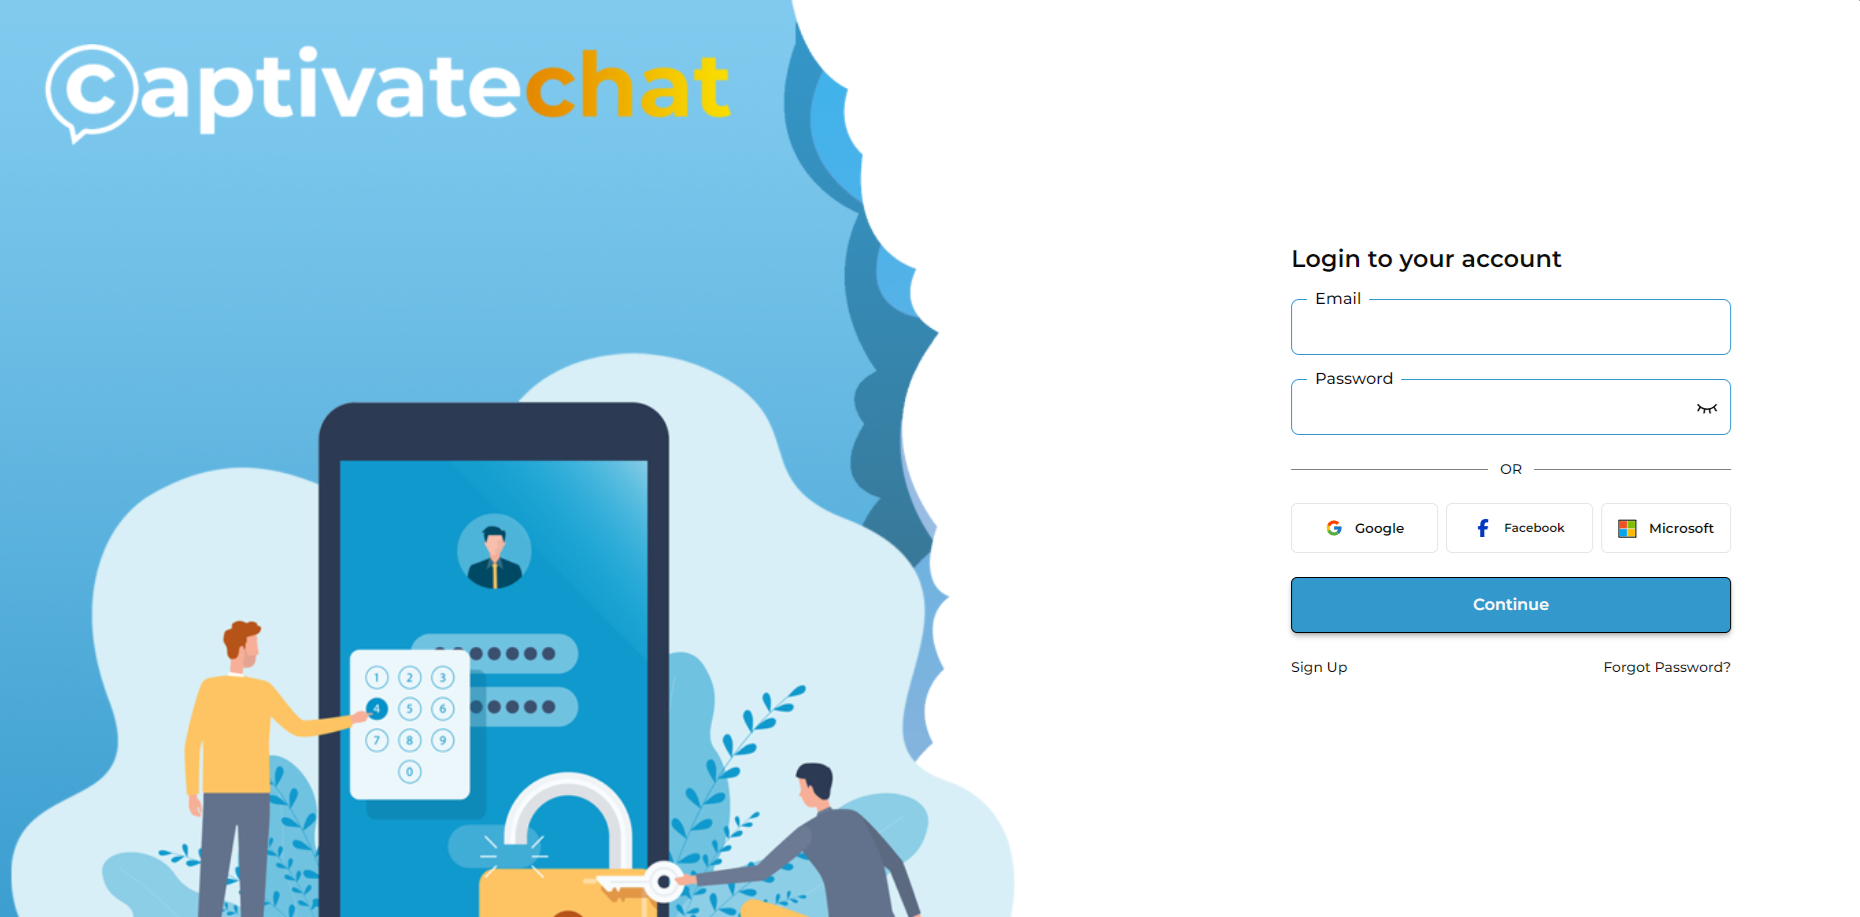 captivatechat
Login to your account
Email
Password
OR
Google
Facebook
Microsoft
Continue
Sign Up
Forgot Password?
1 2 3
4 5 6
7 8 9
0